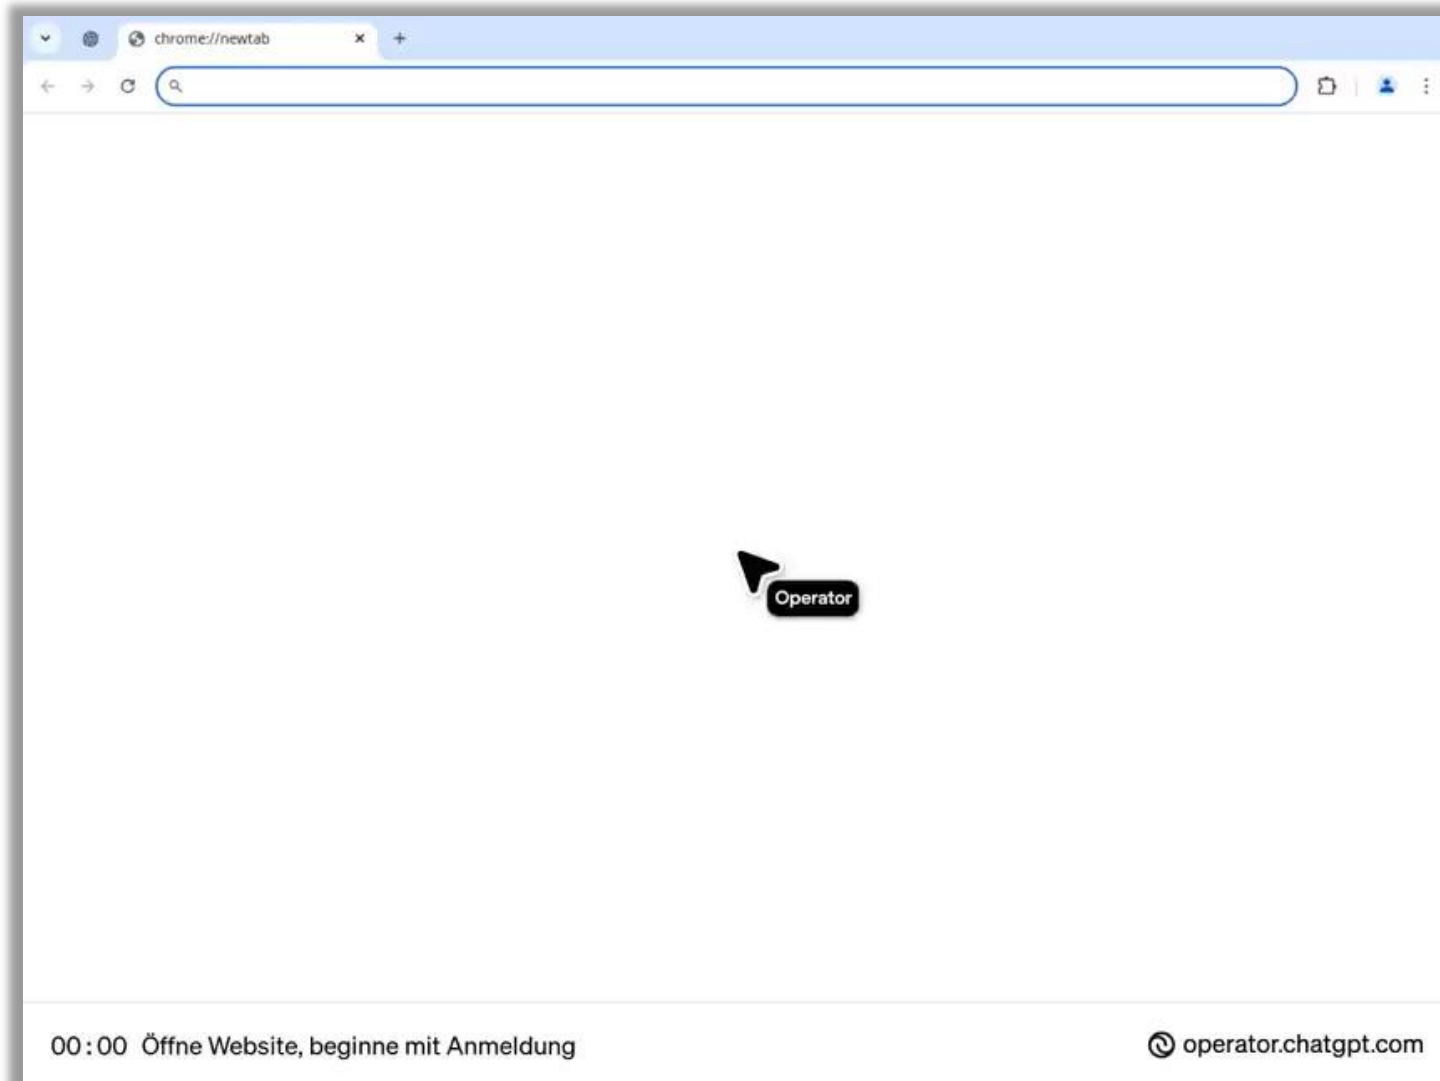 chrome://newtab
Operator
00:00 Öffne Website, beginne mit Anmeldung
operator.chatgpt.com